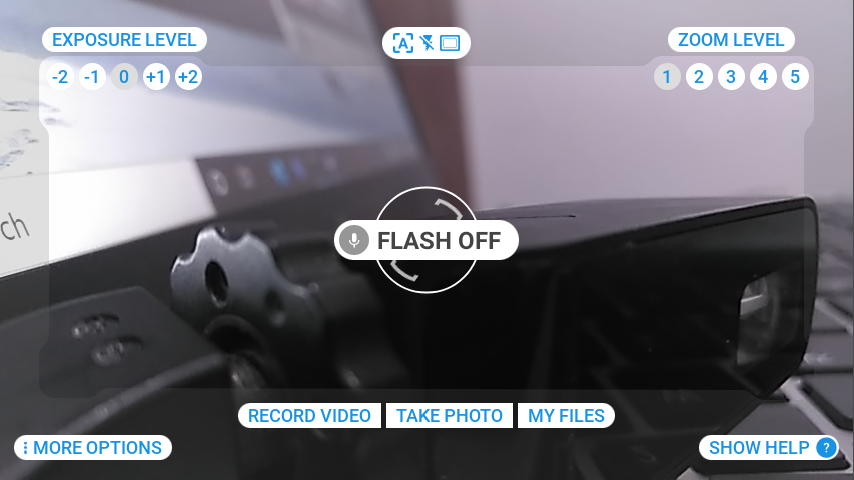 EXPOSURE LEVEL
ZOOM LEVEL
-2 -1 0 +1 +2
A
1 2 3 4 5
ch
FLASH OFF
RECORD VIDEO TAKE PHOTO MY FILES
MORE OPTIONS
SHOW HELP ?